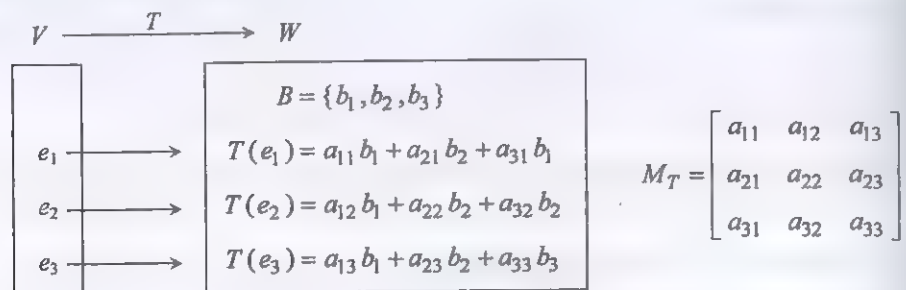 V T W
B = {b₁, b₂, b₃}
e₁ T(e₁) = a₁₁ b₁ + a₂₁ b₂ + a₃₁ b₁
e₂ T(e₂) = a₁₂ b₁ + a₂₂ b₂ + a₃₂ b₂
e₃ T(e₃) = a₁₃ b₁ + a₂₃ b₂ + a₃₃ b₃
M_T = [a₁₁ a₁₂ a₁₃
a₂₁ a₂₂ a₂₃
a₃₁ a₃₂ a₃₃]